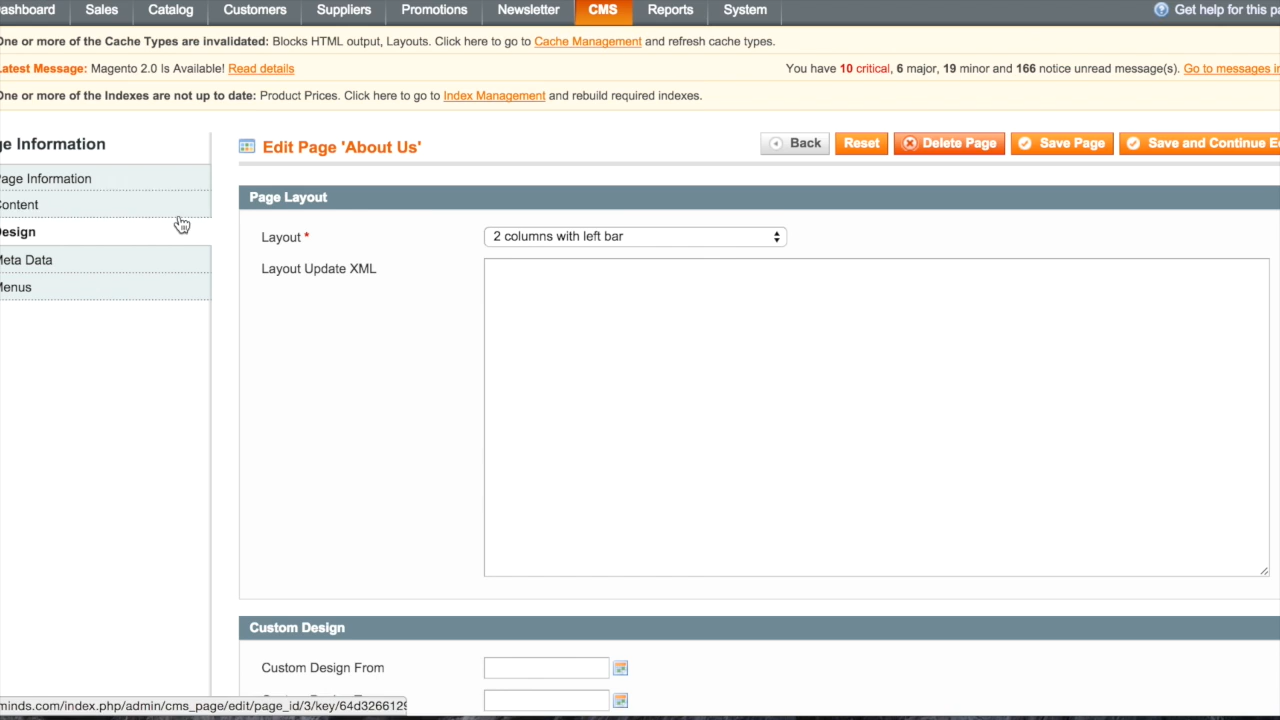 ashboard Sales Catalog Customers Suppliers Promotions Newsletter CMS Reports System Get help for this pa
One or more of the Cache Types are invalidated: Blocks HTML output, Layouts. Click here to go to Cache Management and refresh cache types.
Latest Message: Magento 2.0 Is Available! Read details You have 10 critical, 6 major, 19 minor and 166 notice unread message(s). Go to messages in
One or more of the Indexes are not up to date: Product Prices. Click here to go to Index Management and rebuild required indexes.
ge Information
Edit Page 'About Us' Back Reset Delete Page Save Page Save and Continue E
Page Information
Content
Design
Meta Data
Menus
Page Layout
Layout * 2 columns with left bar
Layout Update XML
Custom Design
Custom Design From
minds.com/index.php/admin/cms_page/edit/page_id/3/key/64d3266129